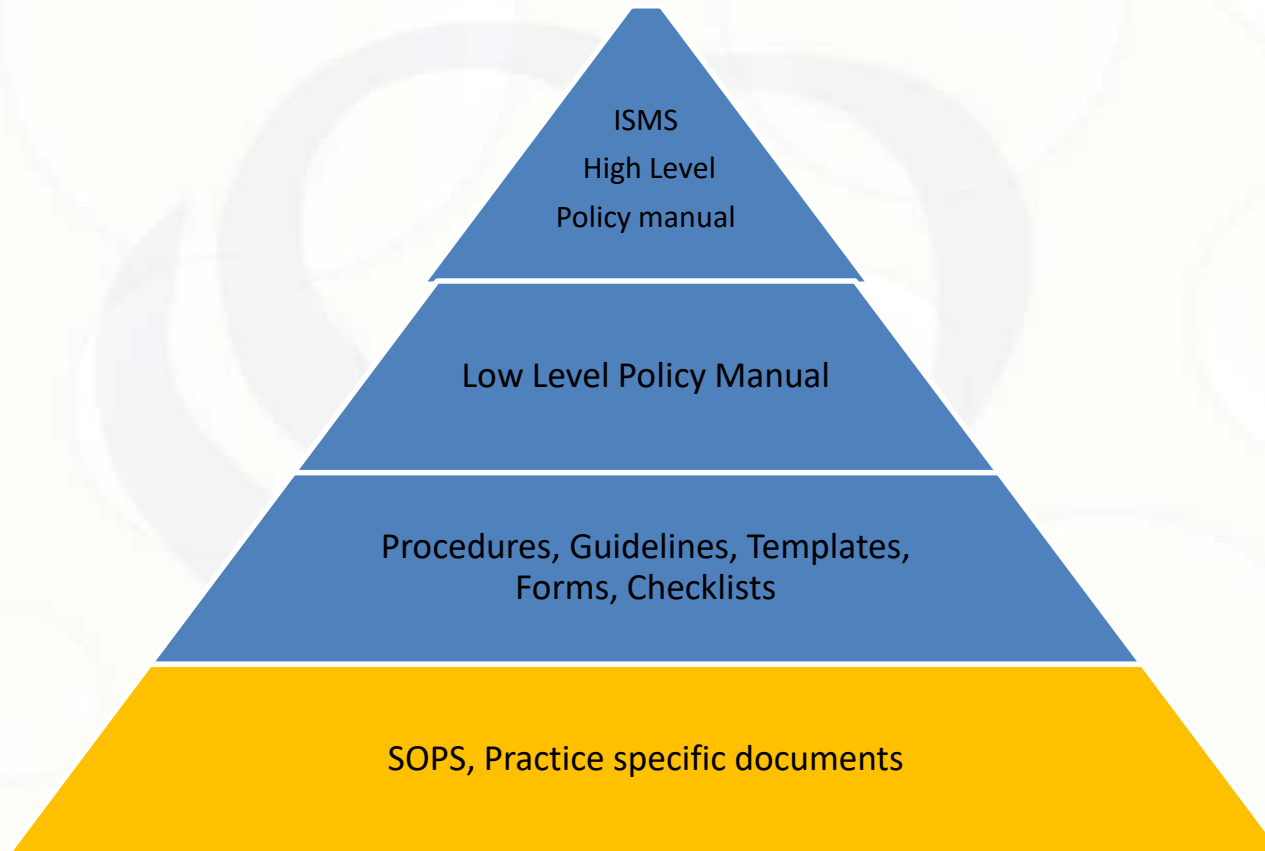 ISMS
High Level
Policy manual
Low Level Policy Manual
Procedures, Guidelines, Templates,
Forms, Checklists
SOPS, Practice specific documents